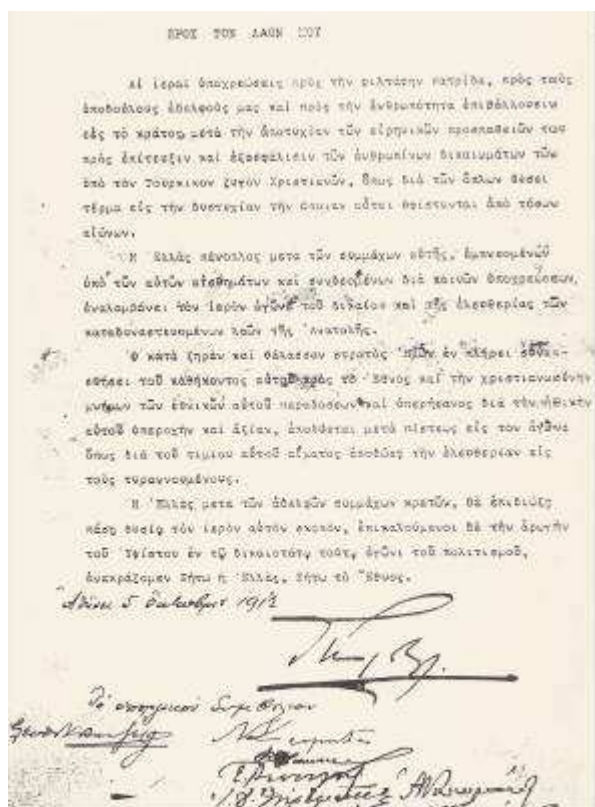 ΠΡΟΣ ΤΟΝ ΛΑΟΝ ΜΟΥ
Αἱ ἱεραὶ ὑποχρεώσεις πρὸς τὴν φιλτάτην πατρίδα, πρὸς τοὺς
ὑποδούλους ἀδελφούς μας καὶ πρὸς τὴν ἀνθρωπότητα ἐπιβάλλουσιν
εἰς τὸ κράτος, μετὰ τὴν ἀποτυχίαν τῶν εἰρηνικῶν προσπαθειῶν του
πρὸς ἐπίτευξιν καὶ ἐξασφάλισιν τῶν ἀνθρωπίνων δικαιωμάτων τῶν
ὑπὸ τὸν Τουρκικὸν ζυγὸν Χριστιανῶν, ὅπως διὰ τῶν ὅπλων θέσει
τέρμα εἰς τὴν δυστυχίαν τὴν ὁποίαν οὗτοι ὑφίστανται ἀπὸ τόσων
αἰώνων.
Ἡ Ἑλλὰς πάνοπλος μετὰ τῶν συμμάχων αὐτῆς, ἐμπνεομένων
ὑπὸ τῶν αὐτῶν αἰσθημάτων καὶ συνδεομένων διὰ κοινῶν ὑποχρεώσεων,
ἀναλαμβάνει τὸν ἱερὸν ἀγῶνα τοῦ δικαίου καὶ τῆς ἐλευθερίας τῶν
καταδυναστευομένων λαῶν τῆς Ἀνατολῆς.
Ὁ κατὰ ξηρὰν καὶ θάλασσαν στρατὸς ἡμῶν ἐν πλήρει συναι-
σθήσει τοῦ καθήκοντος αὐτοῦ πρὸς τὸ Ἔθνος καὶ τὴν χριστιανωσύνην
μνήμων τῶν ἐθνικῶν αὐτοῦ παραδόσεων καὶ ὑπερήφανος διὰ τὴν ἠθικὴν
αὐτοῦ ὑπεροχὴν καὶ ἀξίαν, ἀποδύεται μετὰ πίστεως εἰς τὸν ἀγῶνα
ὅπως διὰ τοῦ τιμίου αὐτοῦ αἵματος ἀποδώσῃ τὴν ἐλευθερίαν εἰς
τοὺς τυραννουμένους.
Ἡ Ἑλλὰς μετὰ τῶν ἀδελφῶν συμμάχων κρατῶν, θὰ ἐπιδιώξῃ
πάσῃ θυσίᾳ τὸν ἱερὸν αὐτὸν σκοπόν, ἐπικαλούμενοι δὲ τὴν ἀρωγὴν
τοῦ Ὑψίστου ἐν τῷ δικαιοτάτῳ τούτῳ ἀγῶνι τοῦ πολιτισμοῦ,
ἀνακράζομεν Ζήτω ἡ Ἑλλάς, Ζήτω τὸ Ἔθνος.
Ἀθῆναι 5 Ὀκτωβρίου 1912
Τὸ ὑπουργικὸν Συμβούλιον